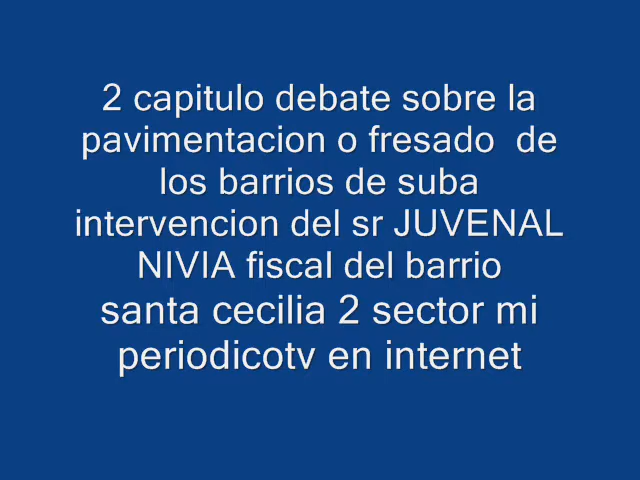 2 capitulo debate sobre la
pavimentacion o fresado  de
los barrios de suba
intervencion del sr JUVENAL
NIVIA fiscal del barrio
santa cecilia 2 sector mi
periodicotv en internet